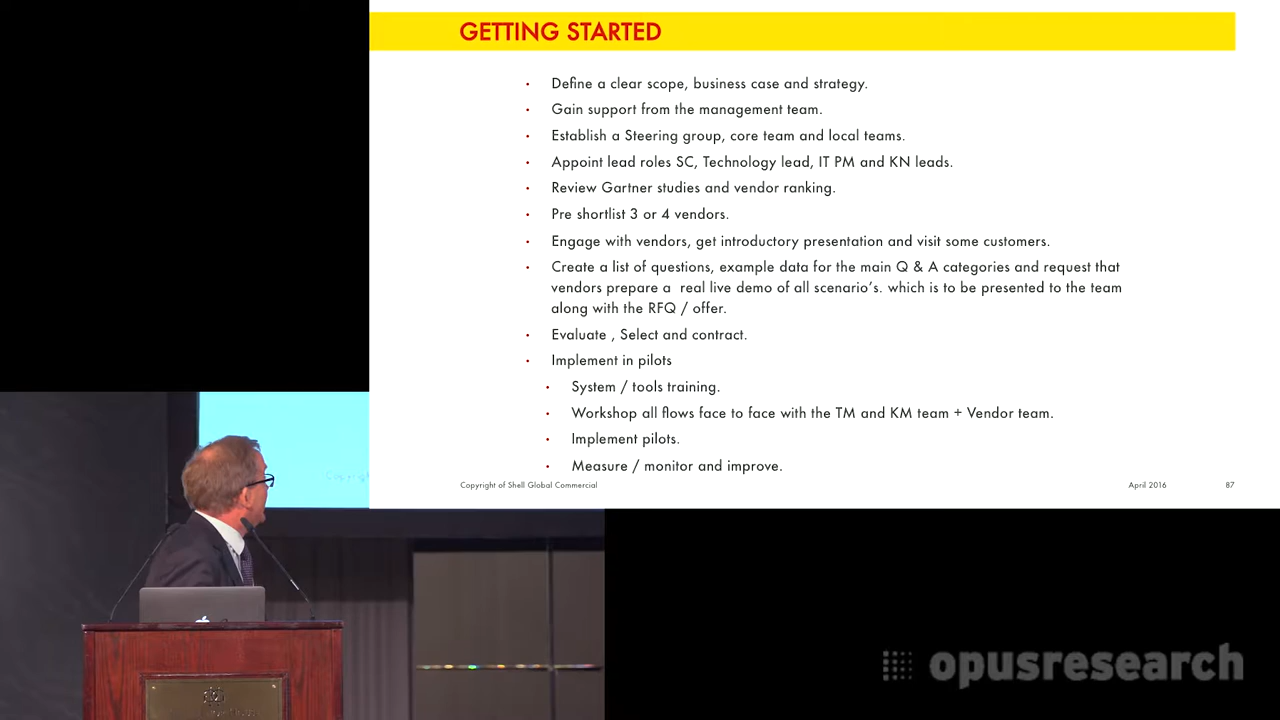 GETTING STARTED
• Define a clear scope, business case and strategy.
• Gain support from the management team.
• Establish a Steering group, core team and local teams.
• Appoint lead roles SC, Technology lead, IT PM and KN leads.
• Review Gartner studies and vendor ranking.
• Pre shortlist 3 or 4 vendors.
• Engage with vendors, get introductory presentation and visit some customers.
• Create a list of questions, example data for the main Q & A categories and request that
vendors prepare a real live demo of all scenario's. which is to be presented to the team
along with the RFQ / offer.
• Evaluate , Select and contract.
• Implement in pilots
• System / tools training.
• Workshop all flows face to face with the TM and KM team + Vendor team.
• Implement pilots.
• Measure / monitor and improve.
Copyright of Shell Global Commercial
April 2016
87
opusresearch